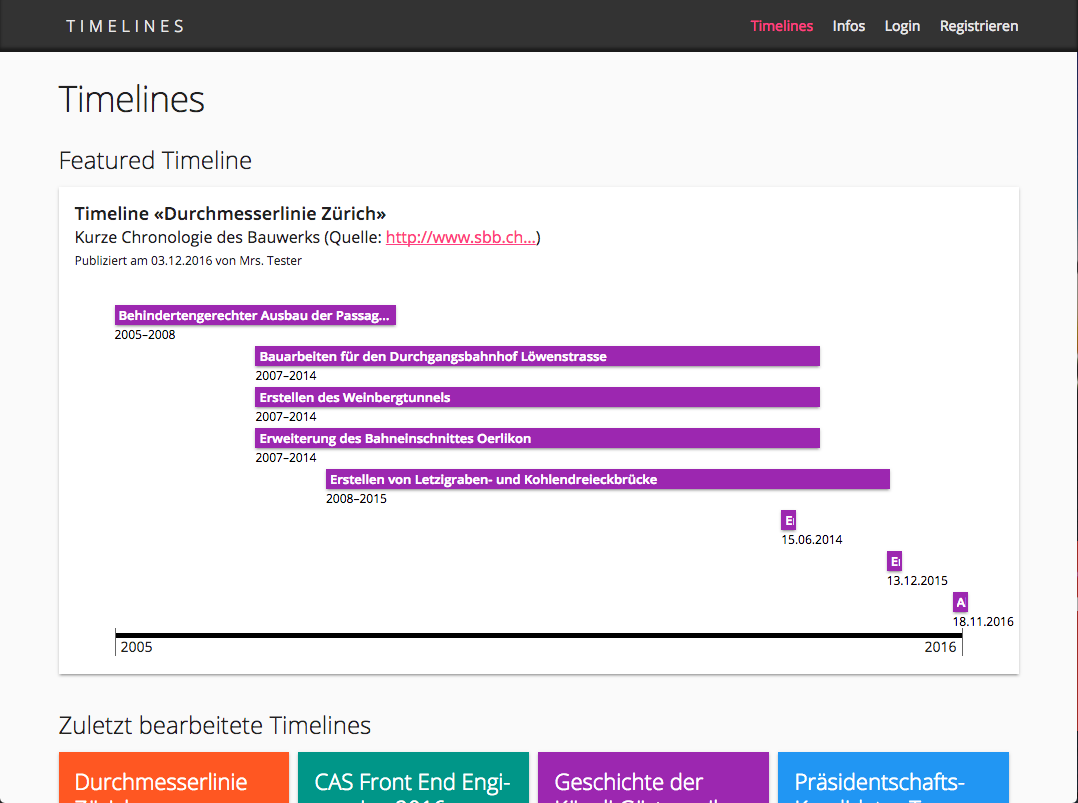 TIMELINES
Timelines Infos Login Registrieren
Timelines
Featured Timeline
Timeline «Durchmesserlinie Zürich»
Kurze Chronologie des Bauwerks (Quelle: http://www.sbb.ch...)
Publiziert am 03.12.2016 von Mrs. Tester
Behindertengerechter Ausbau der Passag...
2005–2008
Bauarbeiten für den Durchgangsbahnhof Löwenstrasse
2007–2014
Erstellen des Weinbergtunnels
2007–2014
Erweiterung des Bahneinschnittes Oerlikon
2007–2014
Erstellen von Letzigraben- und Kohlendreieckbrücke
2008–2015
15.06.2014
13.12.2015
A
18.11.2016
2005 2016
Zuletzt bearbeitete Timelines
Durchmesserlinie CAS Front End Engi- Geschichte der Präsidentschafts-